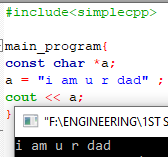 #include<simplecpp>
main_program{
const char *a;
a = "i am u r dad" ;
cout << a;
}
"F:\ENGINEERING\1ST S
i am u r dad